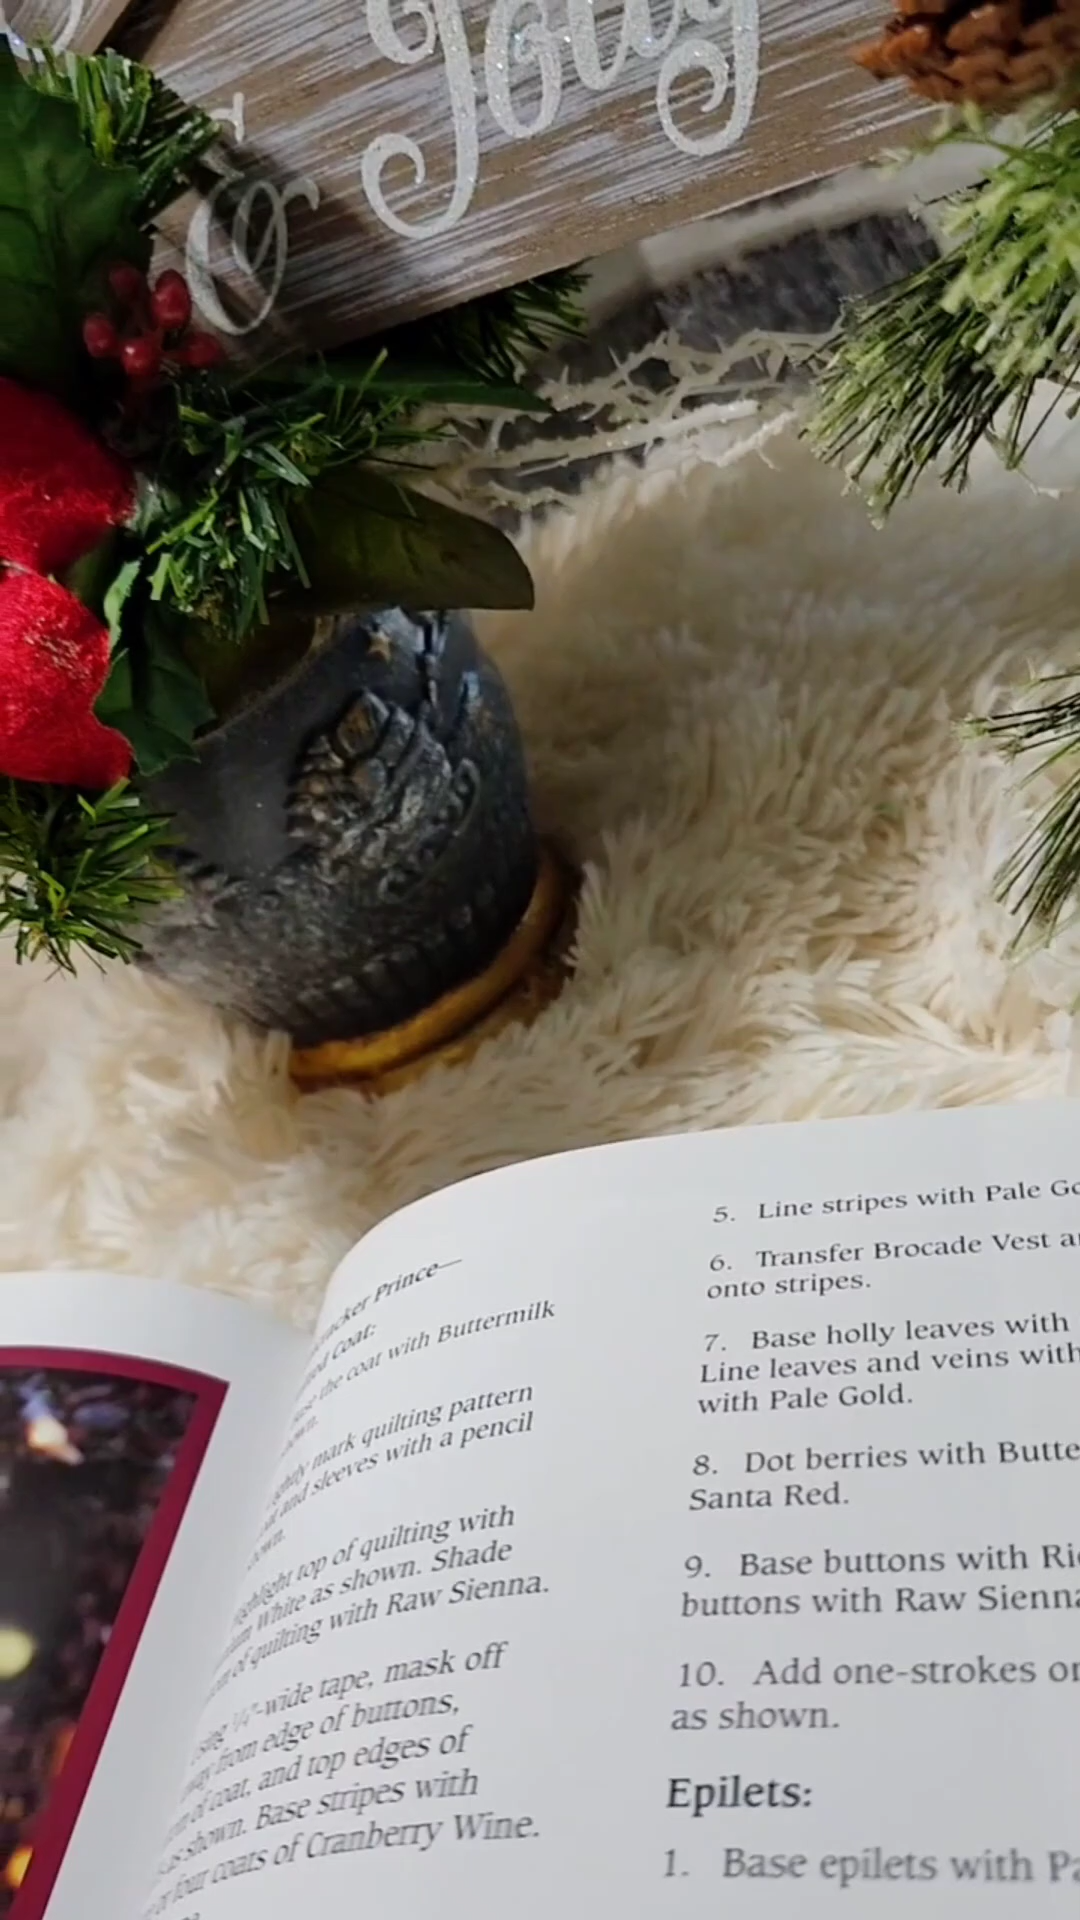 & Jolly
Prince—
Coat:
the coat with Buttermilk
mark quilting pattern
and sleeves with a pencil
top of quilting with
White as shown. Shade
of quilting with Raw Sienna.
-wide tape, mask off
from edge of buttons,
of coat, and top edges of
as shown. Base stripes with
four coats of Cranberry Wine.
5. Line stripes with Pale
6. Transfer Brocade Vest
onto stripes.
7. Base holly leaves with
Line leaves and veins with
with Pale Gold.
8. Dot berries with
Santa Red.
9. Base buttons with
buttons with Raw Sienna
10. Add one-strokes
as shown.
Epilets:
1. Base epilets with